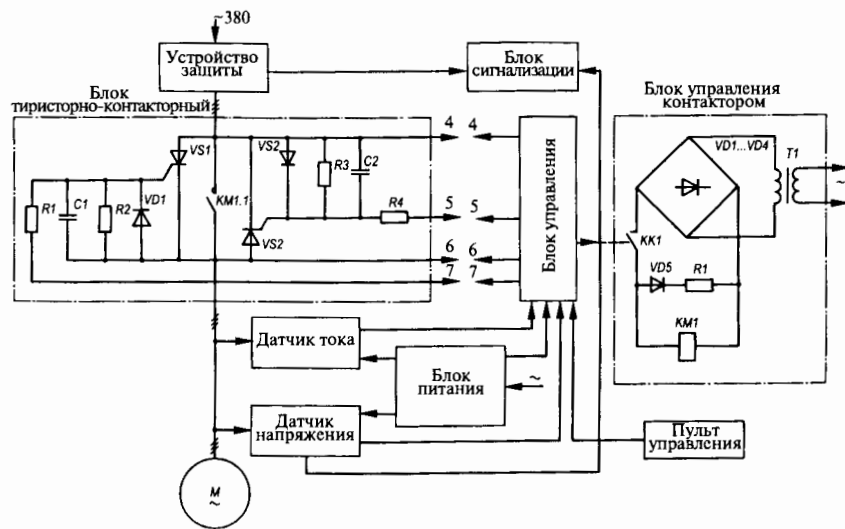 ~380
Устройство
защиты
Блок
сигнализации
Блок
тиристорно-контакторный
Блок управления
контактором
VS1
VS2
R3
C2
4 4
VD1...VD4
T1
~
R1
C1
R2
VD1
KM1.1
VS2
R4
5 5
6 6
7 7
Блок управления
KK1
VD5
R1
KM1
Датчик тока
Блок
питания
~
Датчик
напряжения
Пульт
управления
M
~